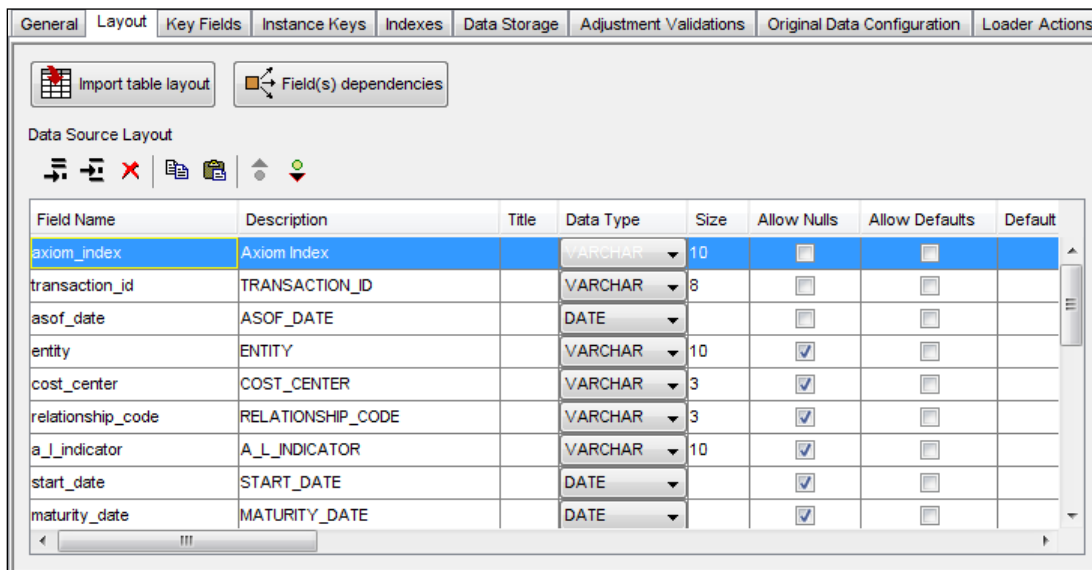 General Layout Key Fields Instance Keys Indexes Data Storage Adjustment Validations Original Data Configuration Loader Actions
Import table layout Field(s) dependencies
Data Source Layout
Field Name Description Title Data Type Size Allow Nulls Allow Defaults Default
axiom_index Axiom Index VARCHAR 10
transaction_id TRANSACTION_ID VARCHAR 8
asof_date ASOF_DATE DATE
entity ENTITY VARCHAR 10
cost_center COST_CENTER VARCHAR 3
relationship_code RELATIONSHIP_CODE VARCHAR 3
a_l_indicator A_L_INDICATOR VARCHAR 10
start_date START_DATE DATE
maturity_date MATURITY_DATE DATE